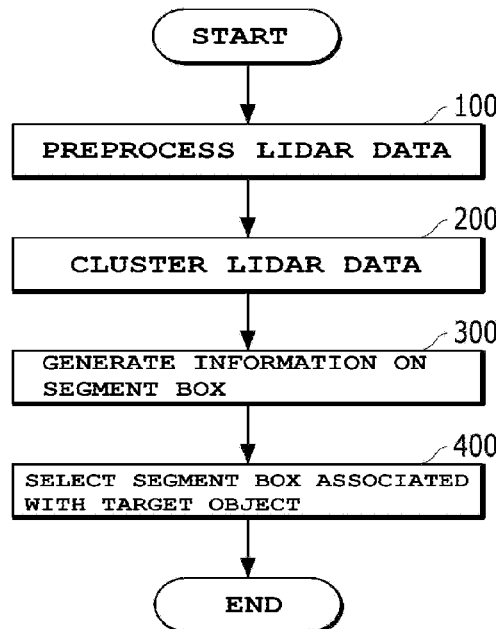 START
100
PREPROCESS LIDAR DATA
200
CLUSTER LIDAR DATA
300
GENERATE INFORMATION ON
SEGMENT BOX
400
SELECT SEGMENT BOX ASSOCIATED
WITH TARGET OBJECT
END